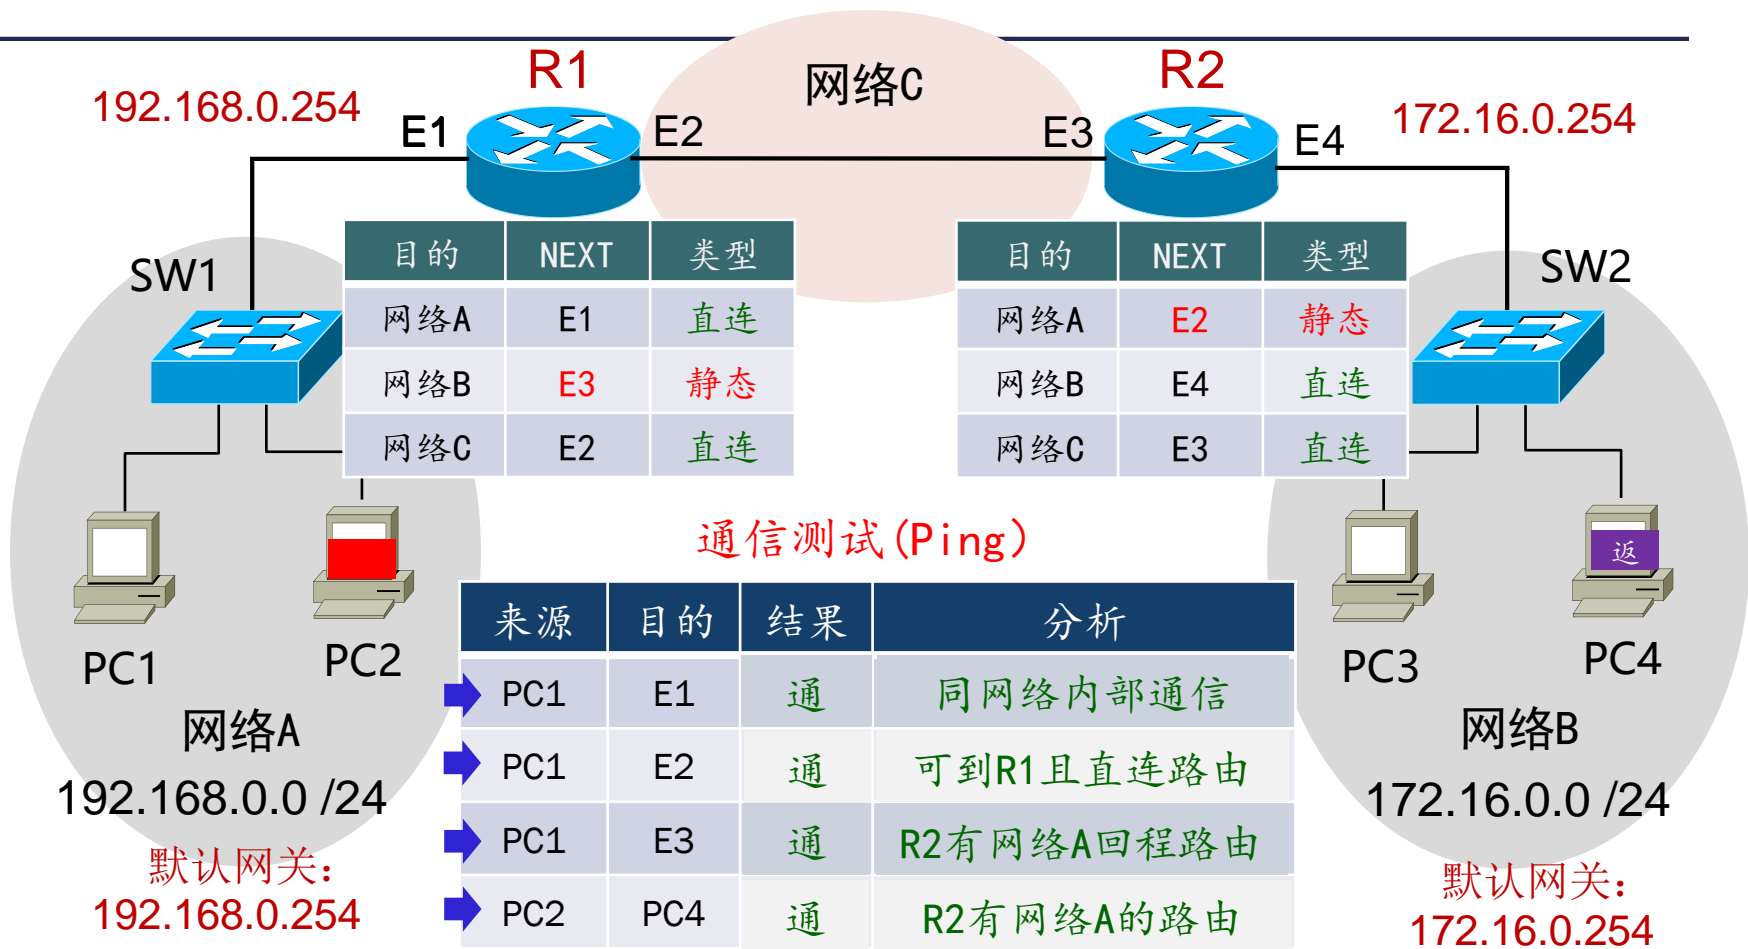 R1
网络C
R2
192.168.0.254
172.16.0.254
E1
E2
E3
E4
SW1
SW2
目的 NEXT 类型
网络A E1 直连
网络B E3 静态
网络C E2 直连
目的 NEXT 类型
网络A E2 静态
网络B E4 直连
网络C E3 直连
返
PC1
PC2
PC3
PC4
通信测试(Ping)
来源 目的 结果 分析
PC1 E1 通 同网络内部通信
PC1 E2 通 可到R1且直连路由
PC1 E3 通 R2有网络A回程路由
PC2 PC4 通 R2有网络A的路由
网络A
192.168.0.0 /24
默认网关:
192.168.0.254
网络B
172.16.0.0 /24
默认网关:
172.16.0.254